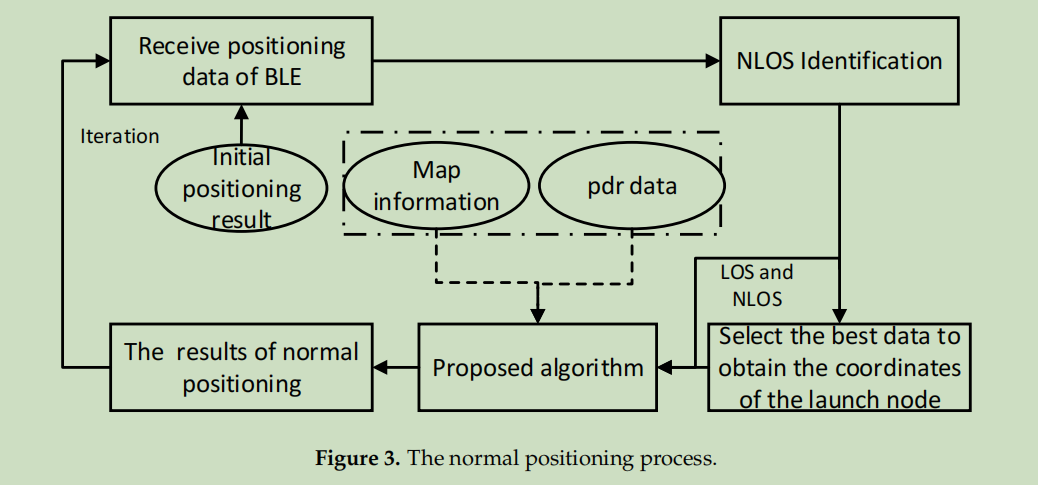 Receive positioning
data of BLE
NLOS Identification
Iteration
Initial
positioning
result
Map
information
pdr data
LOS and
NLOS
The results of normal
positioning
Proposed algorithm
Select the best data to
obtain the coordinates
of the launch node
Figure 3. The normal positioning process.